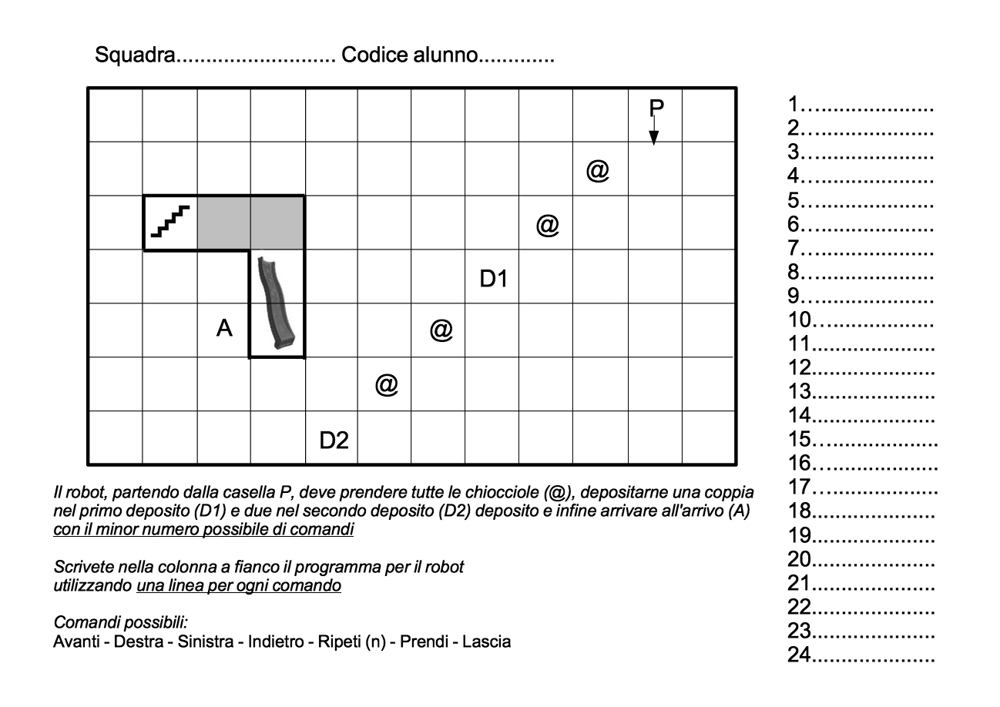 Squadra........................... Codice alunno.............
P
@
@
D1
A
@
@
D2
1…...................
2…...................
3…...................
4…...................
5…...................
6…...................
7…...................
8…...................
9…...................
10…..................
11.....................
12.....................
13.....................
14.....................
15…..................
16…..................
17…..................
18.....................
19.....................
20.....................
21.....................
22.....................
23.....................
24.....................
Il robot, partendo dalla casella P, deve prendere tutte le chiocciole (@), depositarne una coppia
nel primo deposito (D1) e due nel secondo deposito (D2) deposito e infine arrivare all'arrivo (A)
con il minor numero possibile di comandi
Scrivete nella colonna a fianco il programma per il robot
utilizzando una linea per ogni comando
Comandi possibili:
Avanti - Destra - Sinistra - Indietro - Ripeti (n) - Prendi - Lascia